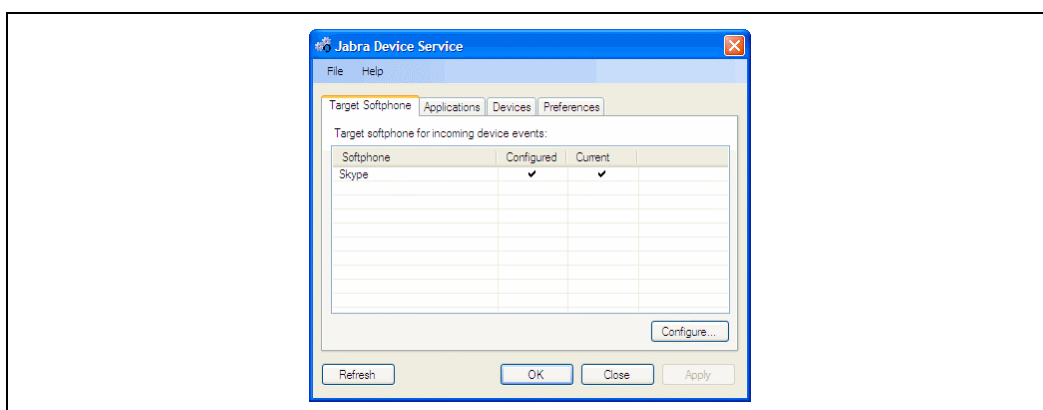 Jabra Device Service
File Help
Target Softphone Applications Devices Preferences
Target softphone for incoming device events:
Softphone Configured Current
Skype ✔ ✔
Configure...
Refresh OK Close Apply